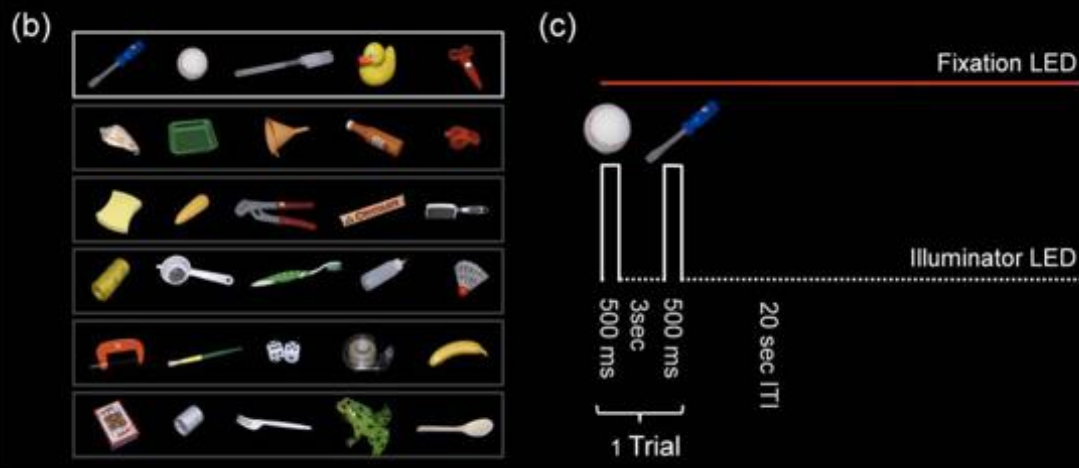 (b)
(c)
Fixation LED
Illuminator LED
500 ms
3sec
500 ms
20 sec ITI
1 Trial